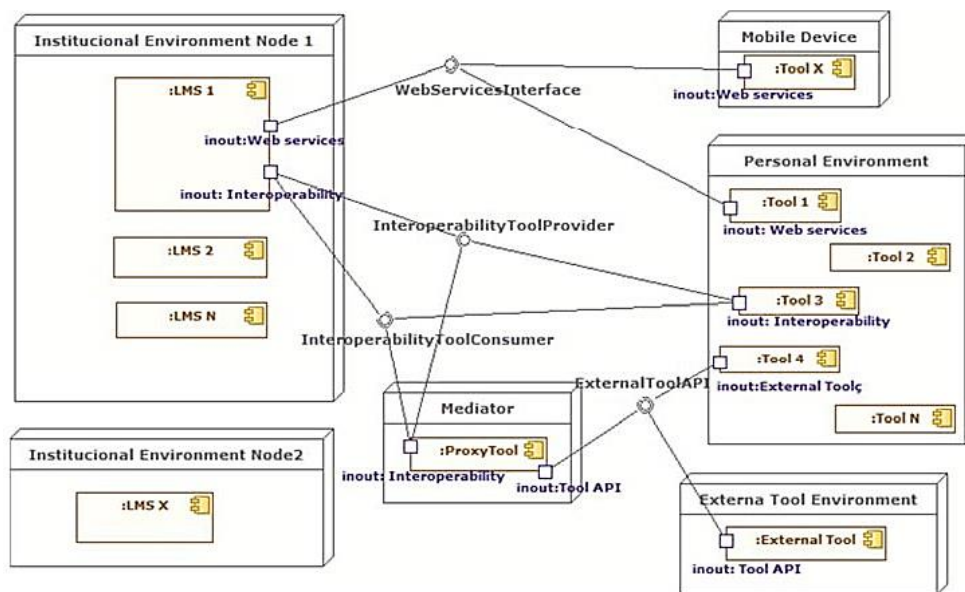 Institucional Environment Node 1
:LMS 1
inout:Web services
inout: Interoperability
:LMS 2
:LMS N
WebServicesInterface
Mobile Device
:Tool X
inout:Web services
Personal Environment
:Tool 1
inout: Web services
:Tool 2
InteroperabilityToolProvider
:Tool 3
inout: Interoperability
InteroperabilityToolConsumer
:Tool 4
inout:External Toolç
ExternalToolAPI
:Tool N
Mediator
:ProxyTool
inout: Interoperability
inout:Tool API
Institucional Environment Node2
:LMS X
Externa Tool Environment
:External Tool
inout: Tool API